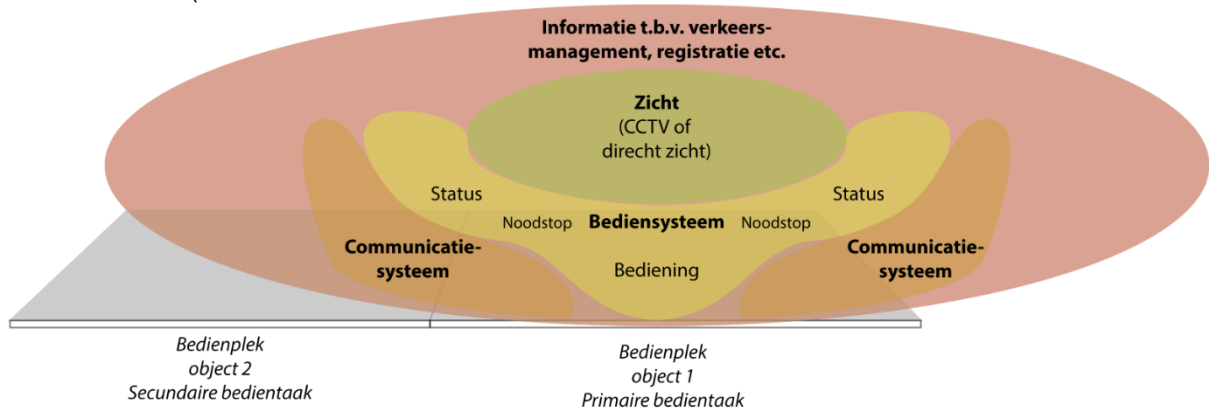 Informatie t.b.v. verkeers-
management, registratie etc.
Zicht
(CCTV of
direct zicht)
Status
Status
Noodstop
Bediensysteem
Noodstop
Communicatie-
systeem
Bediening
Communicatie-
systeem
Bedienplek
object 2
Secundaire bedientaak
Bedienplek
object 1
Primaire bedientaak